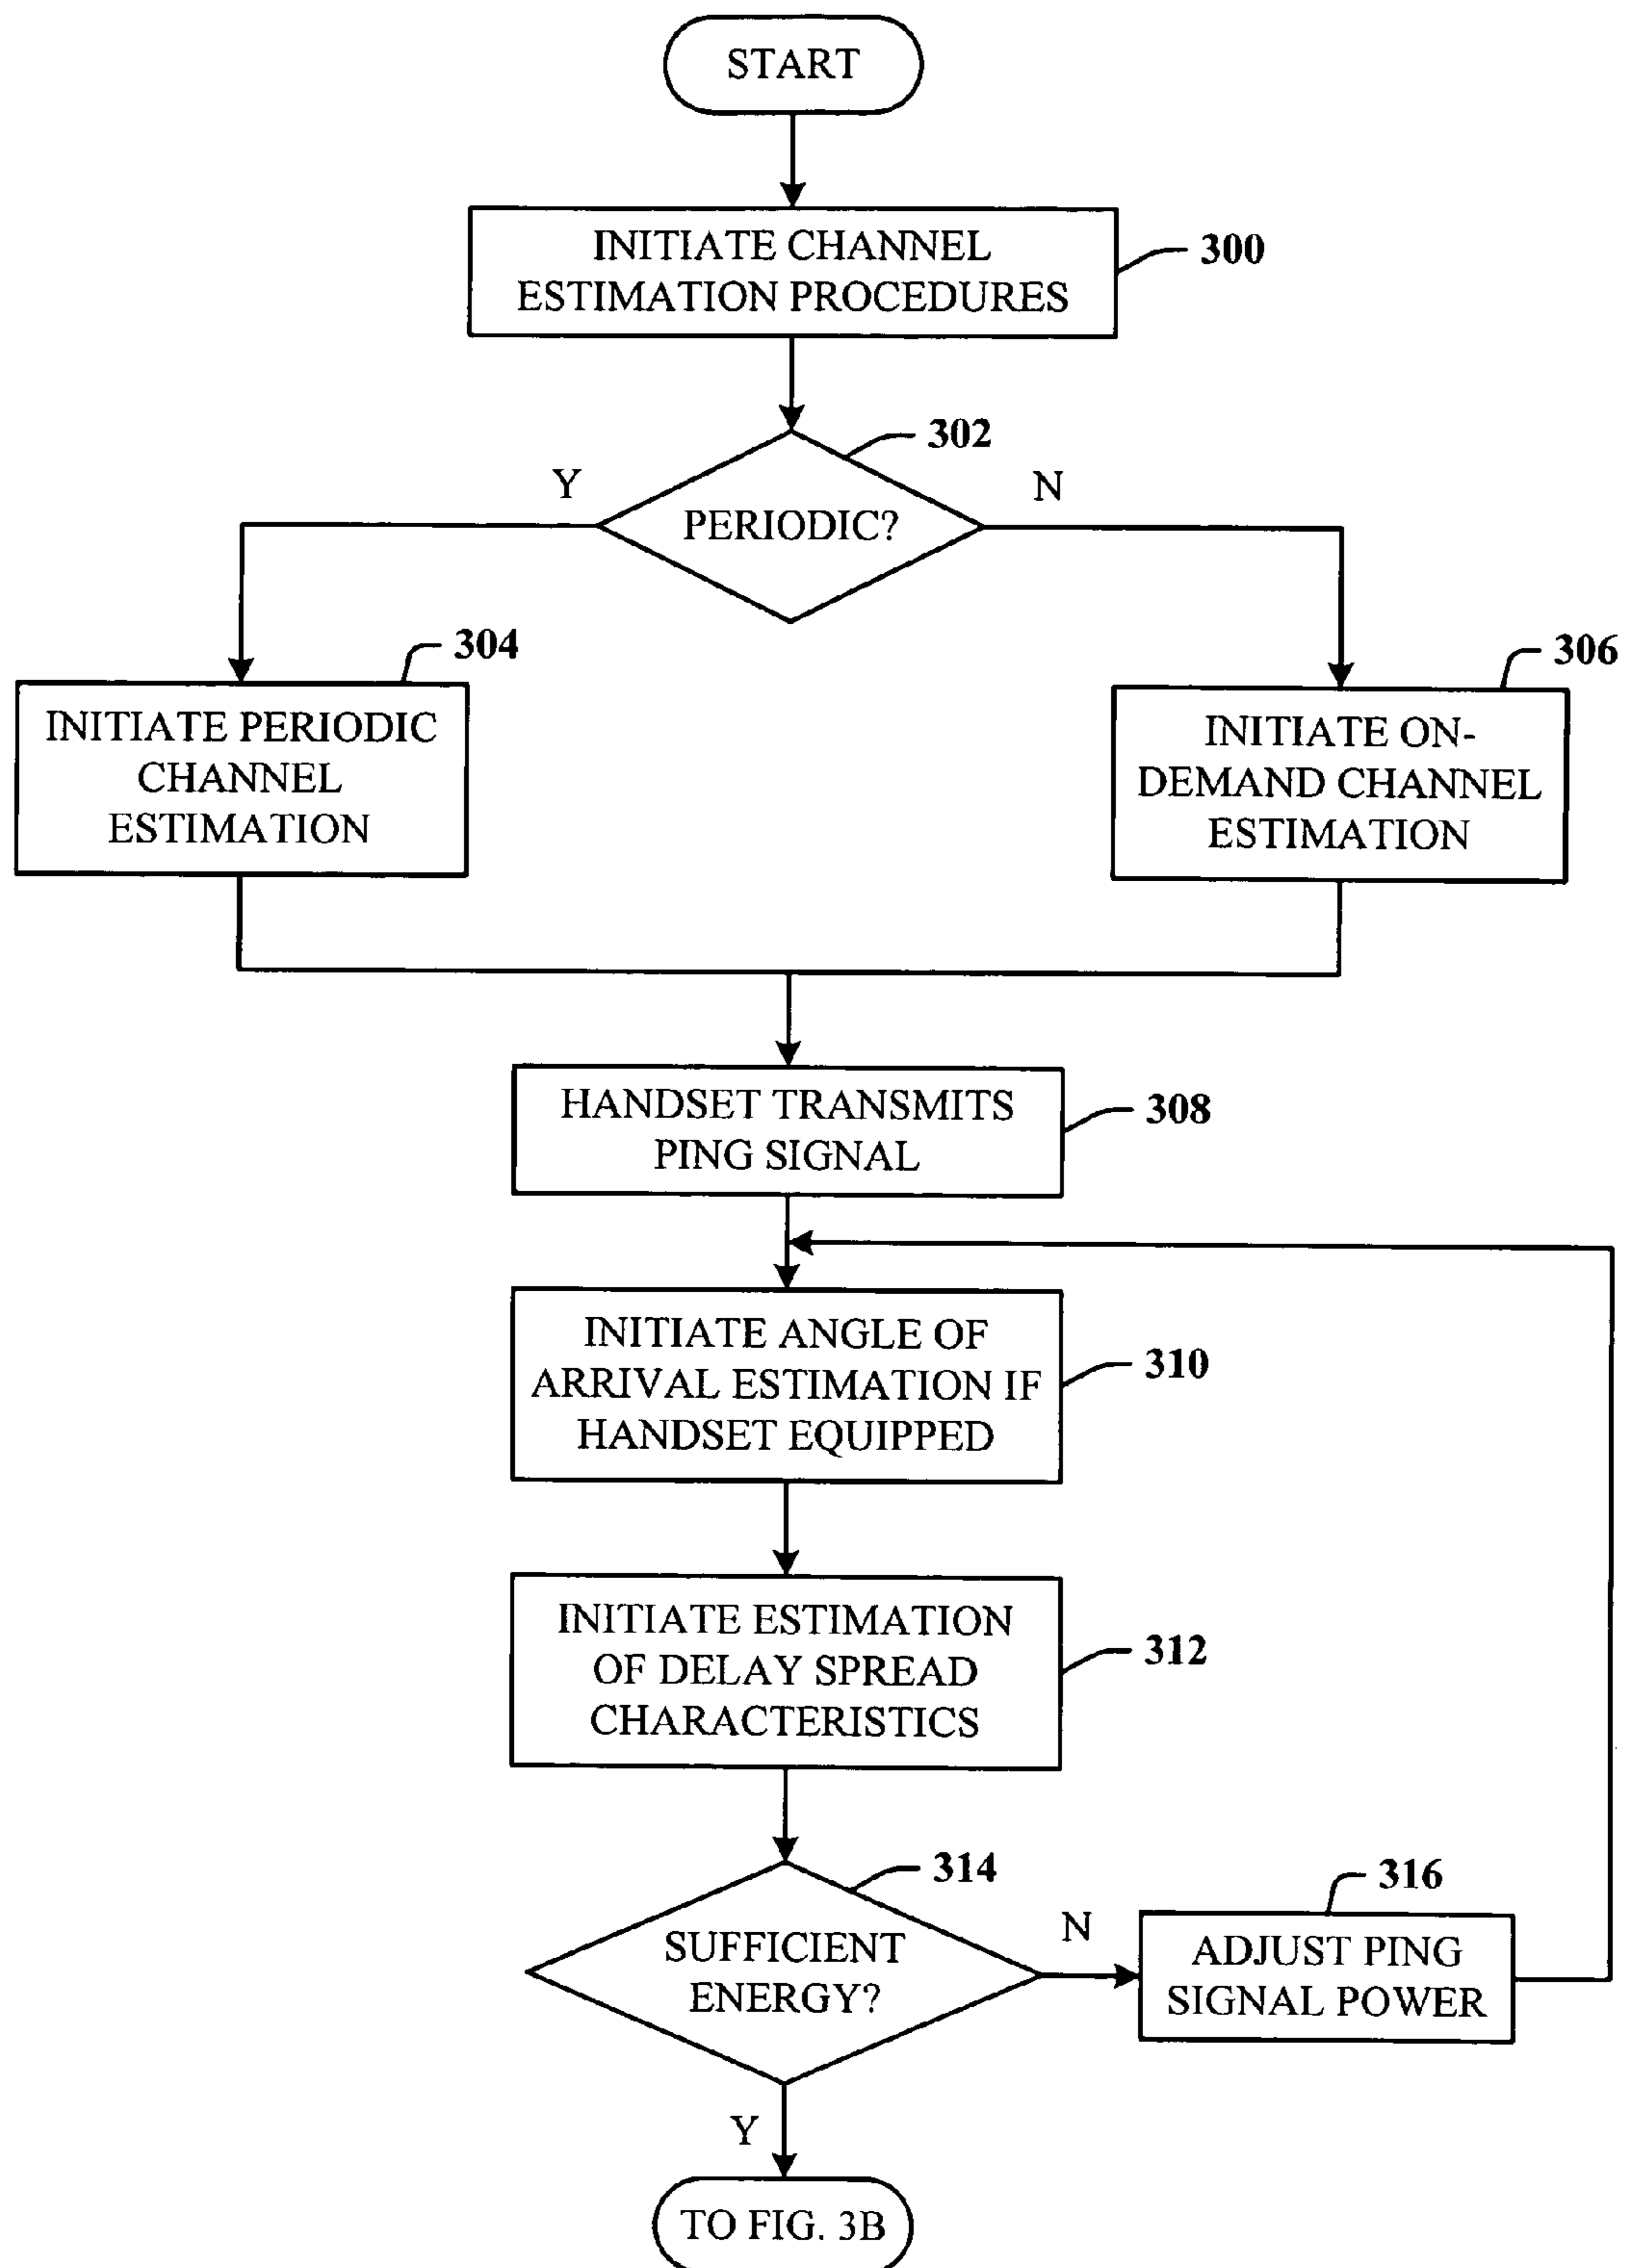 START
INITIATE CHANNEL
ESTIMATION PROCEDURES
300
302
Y
N
PERIODIC?
304
306
INITIATE PERIODIC
CHANNEL
ESTIMATION
INITIATE ON-
DEMAND CHANNEL
ESTIMATION
HANDSET TRANSMITS
PING SIGNAL
308
INITIATE ANGLE OF
ARRIVAL ESTIMATION IF
HANDSET EQUIPPED
310
INITIATE ESTIMATION
OF DELAY SPREAD
CHARACTERISTICS
312
314
SUFFICIENT
ENERGY?
N
316
ADJUST PING
SIGNAL POWER
Y
TO FIG. 3B